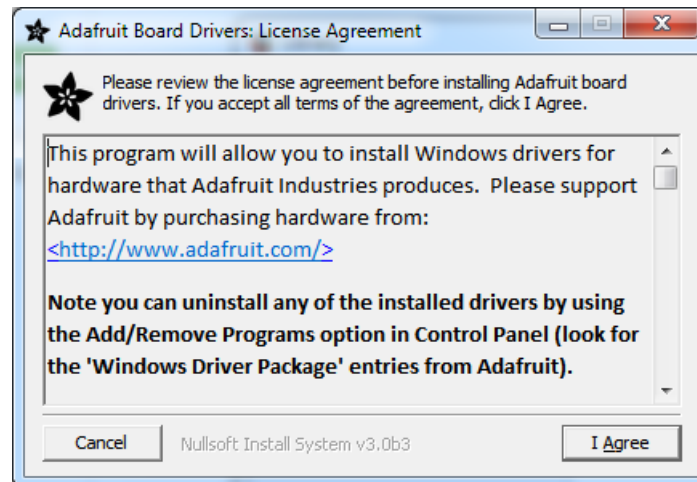 Adafruit Board Drivers: License Agreement
Please review the license agreement before installing Adafruit board
drivers. If you accept all terms of the agreement, click I Agree.
This program will allow you to install Windows drivers for
hardware that Adafruit Industries produces.  Please support
Adafruit by purchasing hardware from:
<http://www.adafruit.com/>
Note you can uninstall any of the installed drivers by using
the Add/Remove Programs option in Control Panel (look for
the 'Windows Driver Package' entries from Adafruit).
Cancel
Nullsoft Install System v3.0b3
I Agree